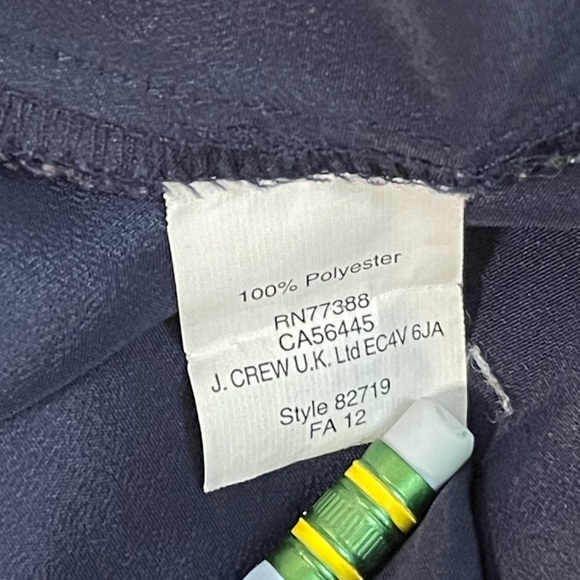 100% Polyester
RN77388
CA56445
J. CREW U.K. Ltd EC4V 6JA
Style 82719
FA 12